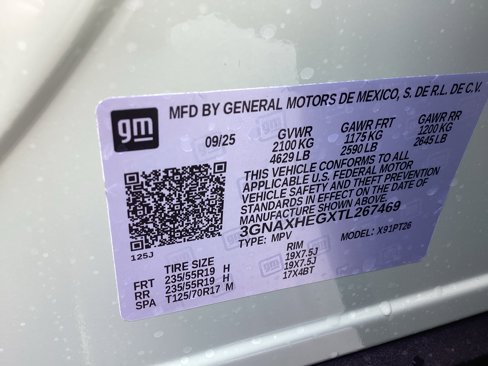 gm
MFD BY GENERAL MOTORS DE MEXICO, S. DE R.L. DE C.V.
09/25 GVWR GAWR FRT GAWR RR
2100 KG 1175 KG 1200 KG
4629 LB 2590 LB 2645 LB
THIS VEHICLE CONFORMS TO ALL
APPLICABLE U.S. FEDERAL MOTOR
VEHICLE SAFETY AND THEFT PREVENTION
STANDARDS IN EFFECT ON THE DATE OF
MANUFACTURE SHOWN ABOVE.
3GNAXHEGXTL267469
TYPE: MPV MODEL: X91PT26
125J
TIRE SIZE RIM
FRT 235/55R19 H 19X7.5J
RR 235/55R19 H 19X7.5J
SPA T125/70R17 M 17X4BT